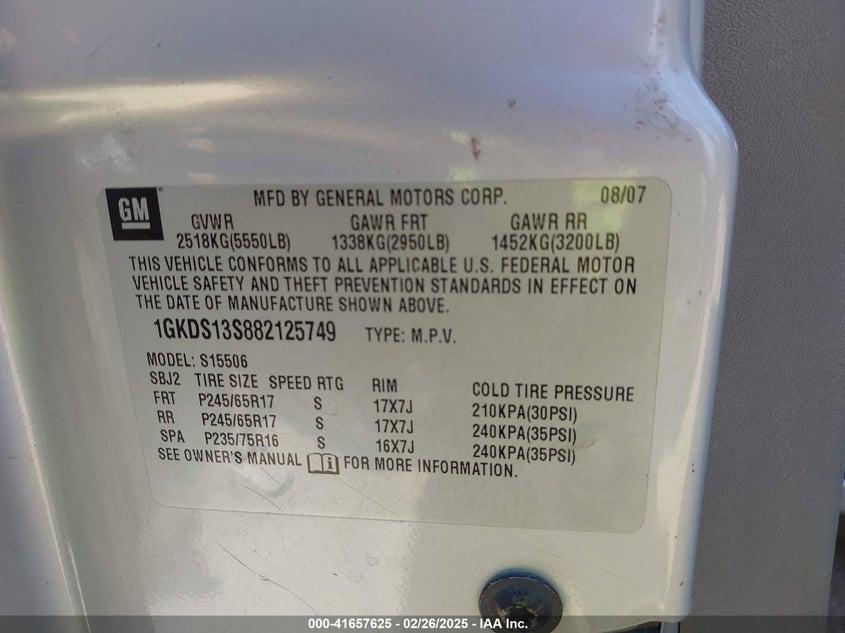 GM
MFD BY GENERAL MOTORS CORP. 08/07
GVWR GAWR FRT GAWR RR
2518KG(5550LB) 1338KG(2950LB) 1452KG(3200LB)
THIS VEHICLE CONFORMS TO ALL APPLICABLE U.S. FEDERAL MOTOR
VEHICLE SAFETY AND THEFT PREVENTION STANDARDS IN EFFECT ON
THE DATE OF MANUFACTURE SHOWN ABOVE.
1GKDS13S882125749 TYPE: M.P.V.
MODEL: S15506
SBJ2 TIRE SIZE SPEED RTG RIM COLD TIRE PRESSURE
FRT P245/65R17 S 17X7J 210KPA(30PSI)
RR P245/65R17 S 17X7J 240KPA(35PSI)
SPA P235/75R16 S 16X7J 240KPA(35PSI)
SEE OWNER'S MANUAL FOR MORE INFORMATION.
000-41657625 - 02/26/2025 - IAA Inc.